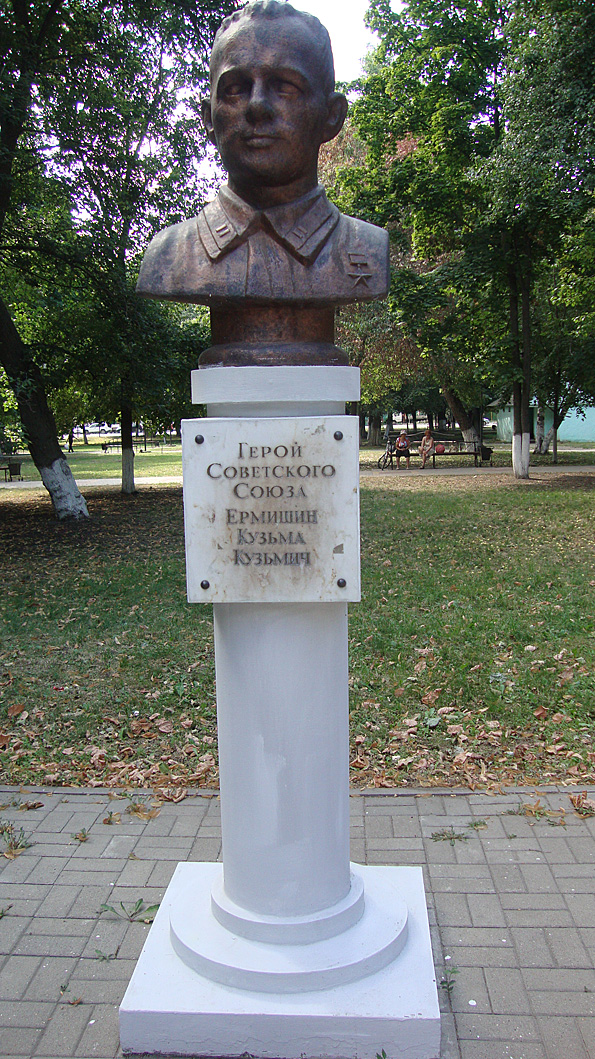 Герой
Советского
Союза
Ермишин
Кузьма
Кузьмич